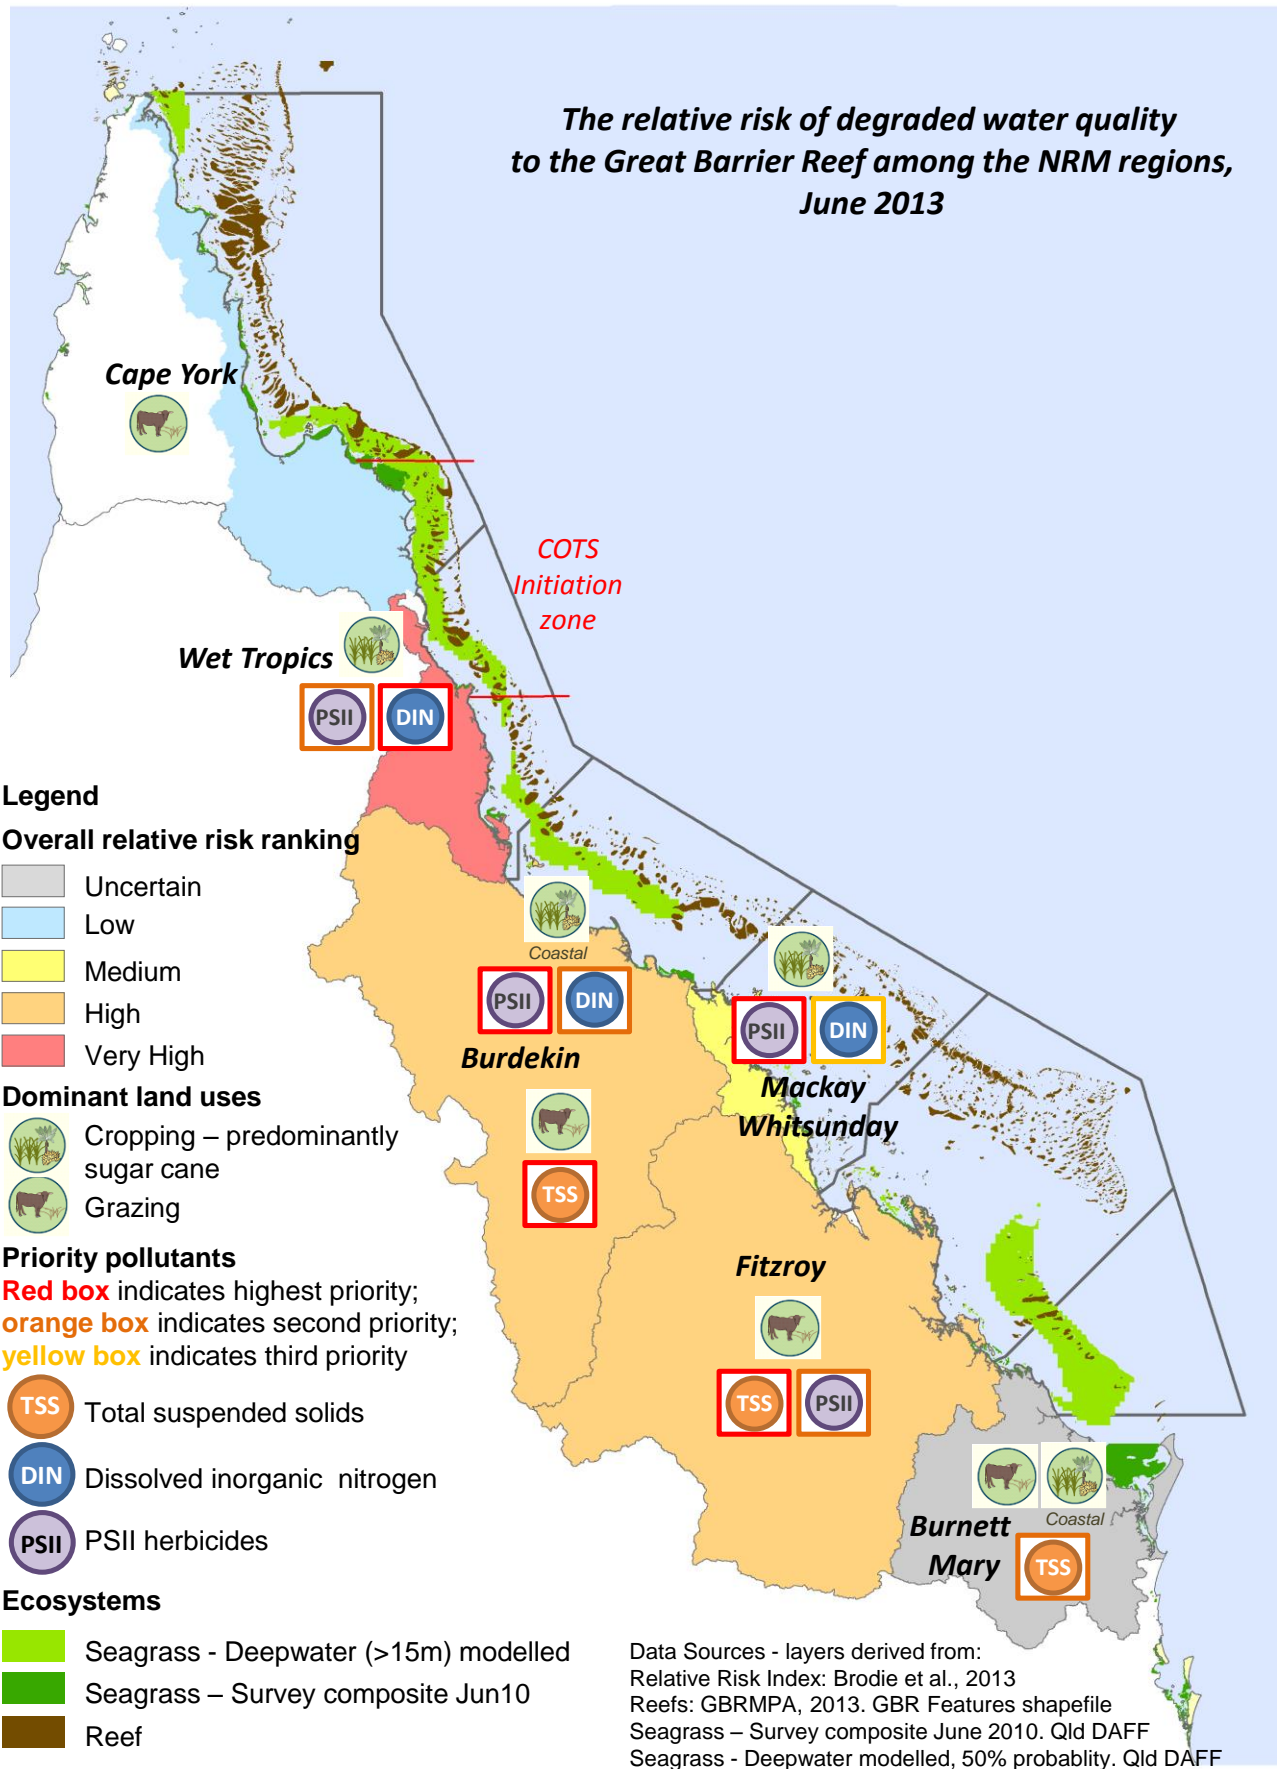 The relative risk of degraded water quality
to the Great Barrier Reef among the NRM regions,
June 2013
Cape York
COTS
Initiation
zone
Wet Tropics
PSII
DIN
Coastal
PSII
DIN
Burdekin
TSS
PSII
DIN
Mackay
Whitsunday
Fitzroy
TSS
PSII
Coastal
Burnett
Mary
TSS
Legend
Overall relative risk ranking
Uncertain
Low
Medium
High
Very High
Dominant land uses
Cropping – predominantly
sugar cane
Grazing
Priority pollutants
Red box indicates highest priority;
orange box indicates second priority;
yellow box indicates third priority
TSS Total suspended solids
DIN Dissolved inorganic nitrogen
PSII PSII herbicides
Ecosystems
Seagrass - Deepwater (>15m) modelled
Seagrass – Survey composite Jun10
Reef
Data Sources - layers derived from:
Relative Risk Index: Brodie et al., 2013
Reefs: GBRMPA, 2013. GBR Features shapefile
Seagrass – Survey composite June 2010. Qld DAFF
Seagrass - Deepwater modelled, 50% probablity. Qld DAFF